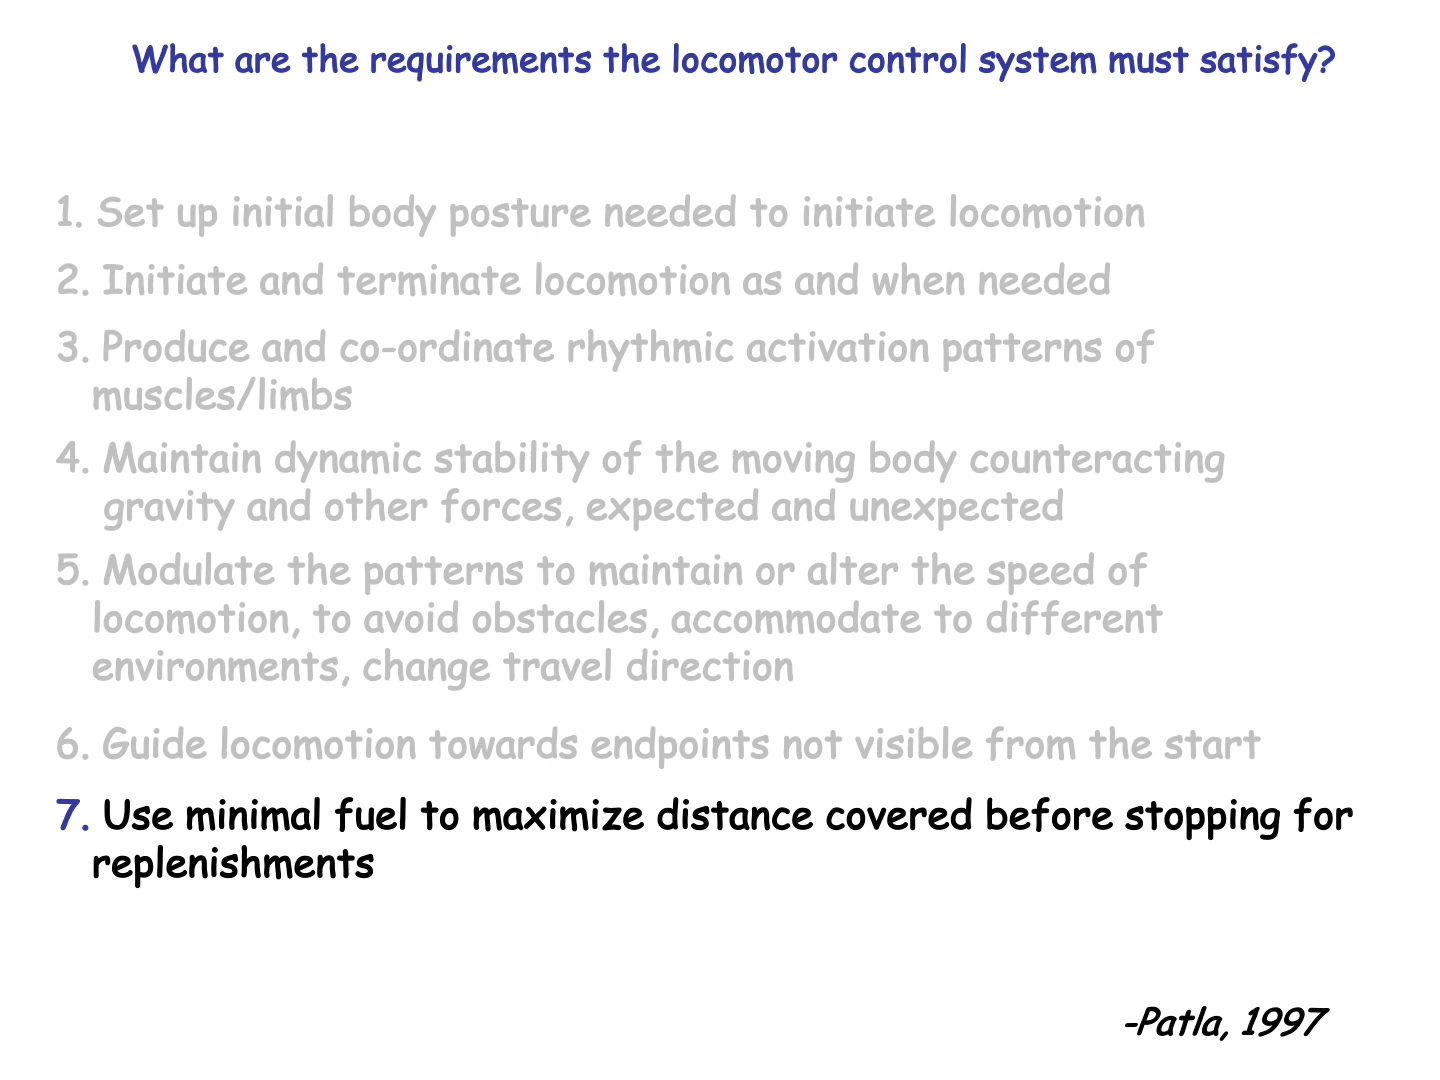 What are the requirements the locomotor control system must satisfy?
1. Set up initial body posture needed to initiate locomotion
2. Initiate and terminate locomotion as and when needed
3. Produce and co-ordinate rhythmic activation patterns of
muscles/limbs
4. Maintain dynamic stability of the moving body counteracting
gravity and other forces, expected and unexpected
5. Modulate the patterns to maintain or alter the speed of
locomotion, to avoid obstacles, accommodate to different
environments, change travel direction
6. Guide locomotion towards endpoints not visible from the start
7. Use minimal fuel to maximize distance covered before stopping for
replenishments
-Patla, 1997